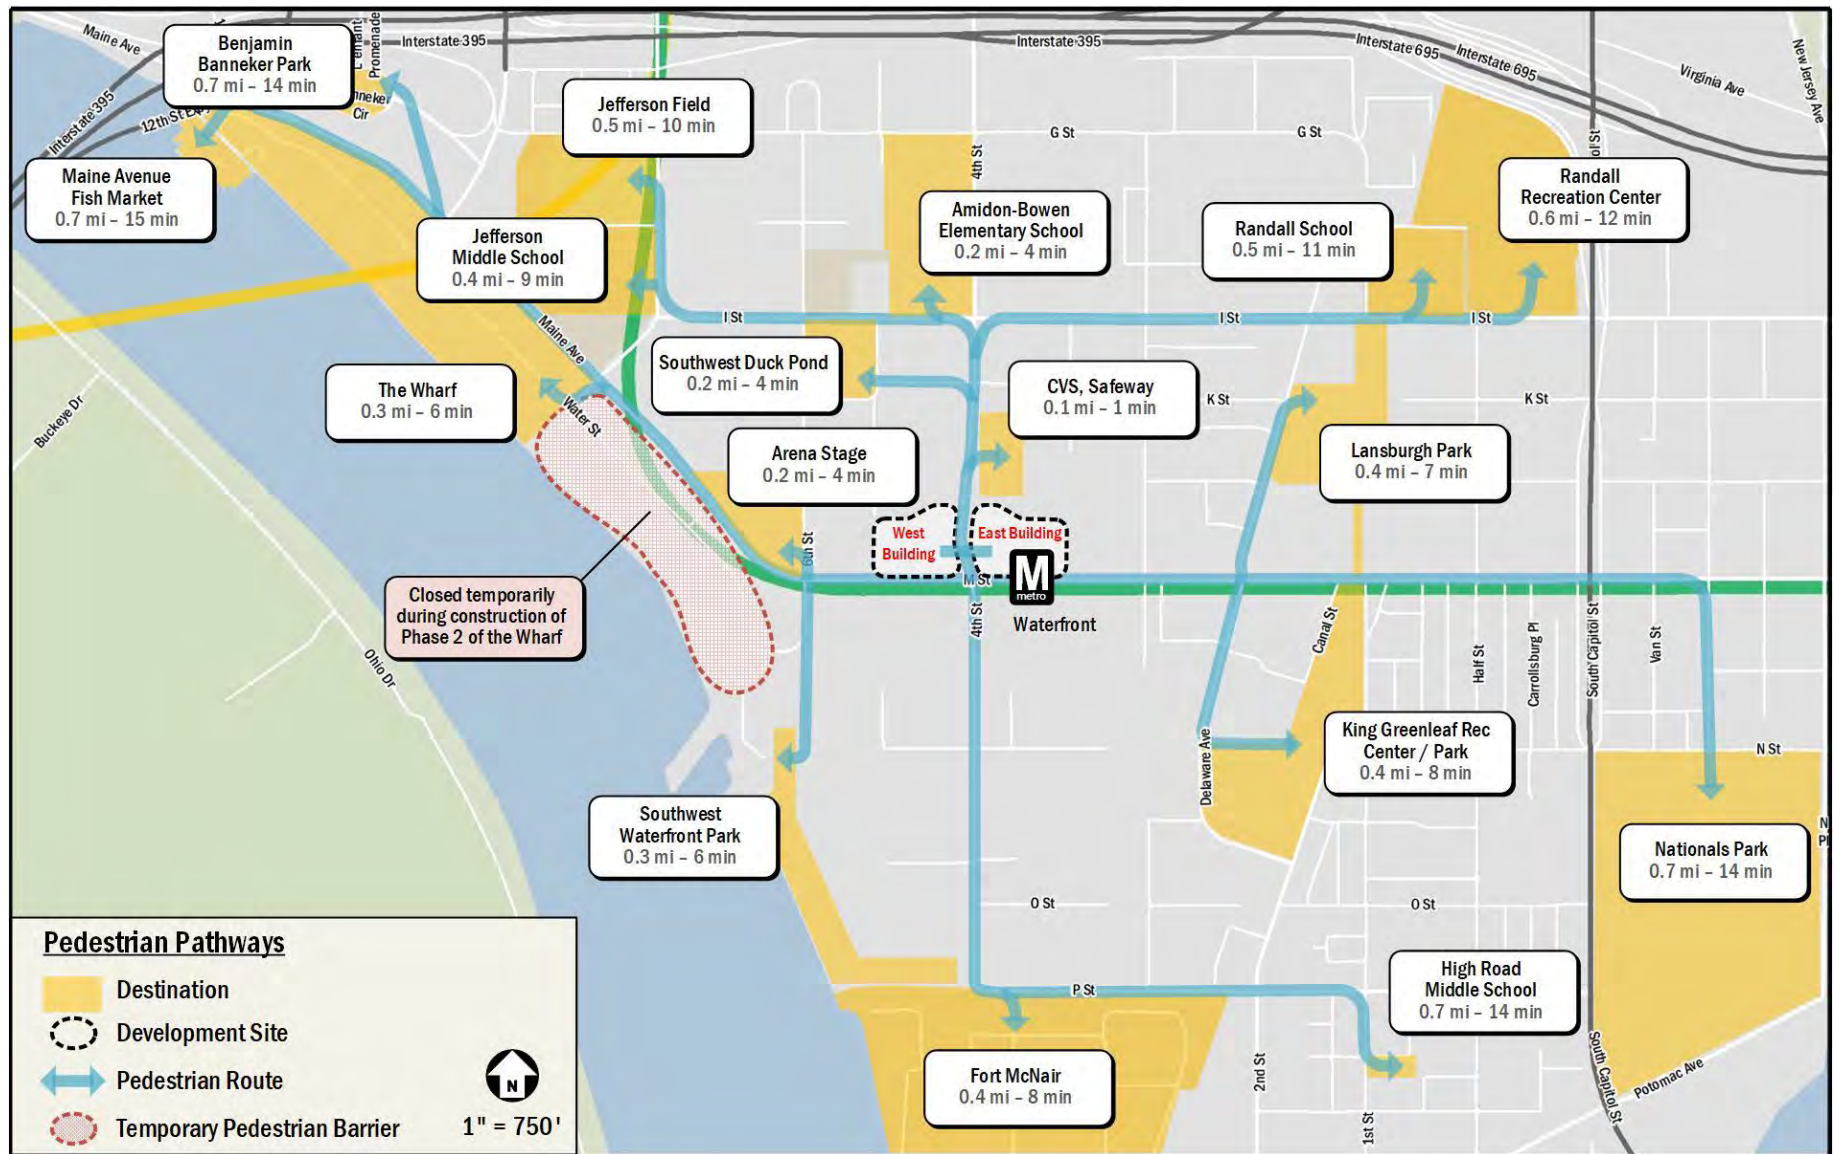 Maine Ave
Benjamin
Banneker Park
0.7 mi – 14 min
Promenade
Interstate 395
Interstate 395
Interstate 695
Interstate 695
Virginia Ave
New Jersey Ave
Interstate 395
12th St
Cir
Jefferson Field
0.5 mi – 10 min
G St
G St
4th St
Maine Avenue
Fish Market
0.7 mi – 15 min
Jefferson
Middle School
0.4 mi – 9 min
Amidon-Bowen
Elementary School
0.2 mi – 4 min
Randall School
0.5 mi – 11 min
Randall
Recreation Center
0.6 mi – 12 min
I St
I St
I St
Maine Ave
Southwest Duck Pond
0.2 mi – 4 min
CVS, Safeway
0.1 mi – 1 min
K St
K St
The Wharf
0.3 mi – 6 min
Water St
Buckeye Dr
Arena Stage
0.2 mi – 4 min
Lansburgh Park
0.4 mi – 7 min
6th St
West
Building
East Building
M St
M
metro
Waterfront
4th St
Closed temporarily
during construction of
Phase 2 of the Wharf
Ohio Dr
Canal St
Half St
Carrollsburg Pl
South Capitol St
Van St
King Greenleaf Rec
Center / Park
0.4 mi – 8 min
Delaware Ave
N St
Southwest
Waterfront Park
0.3 mi – 6 min
Nationals Park
0.7 mi – 14 min
O St
O St
High Road
Middle School
0.7 mi – 14 min
P St
Fort McNair
0.4 mi – 8 min
2nd St
1st St
South Capitol St
Potomac Ave
Pedestrian Pathways
Destination
Development Site
Pedestrian Route
Temporary Pedestrian Barrier
N
1" = 750'